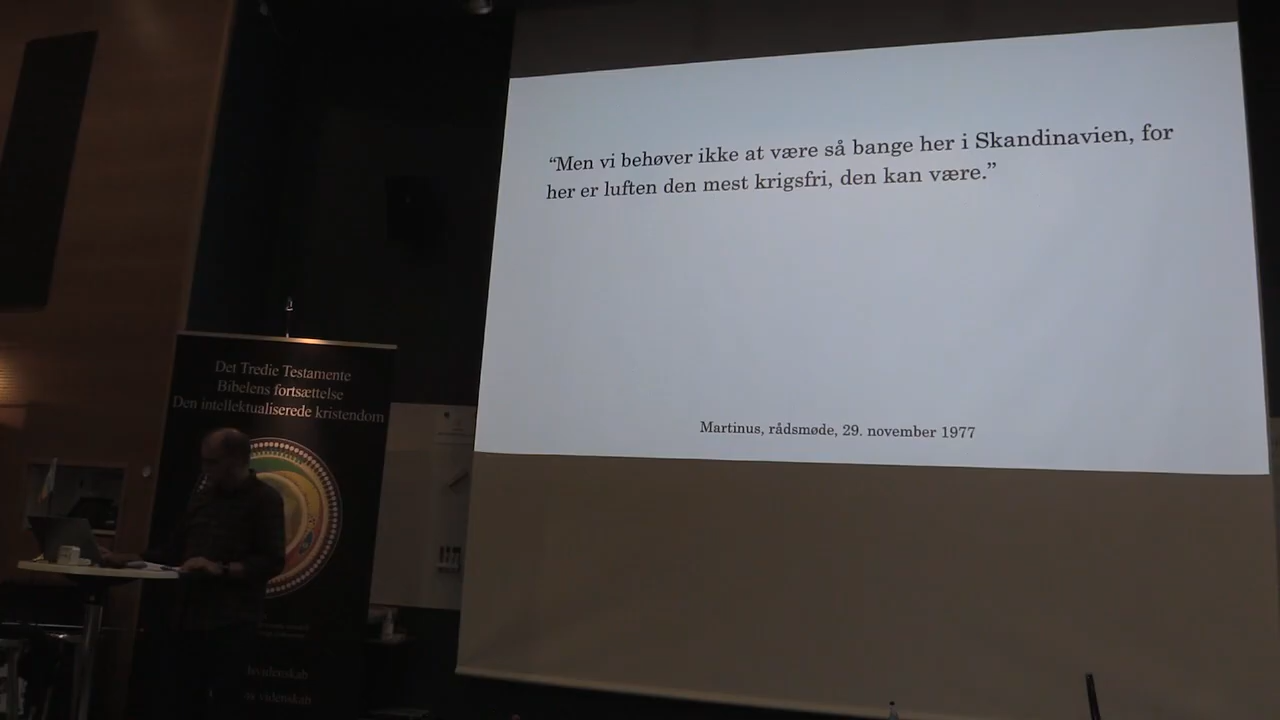 “Men vi behøver ikke at være så bange her i Skandinavien, for
her er luften den mest krigsfri, den kan være.”
Martinus, rådsmøde, 29. november 1977
Det Tredie Testamente
Bibelens fortsættelse
Den intellektualiserede kristendom